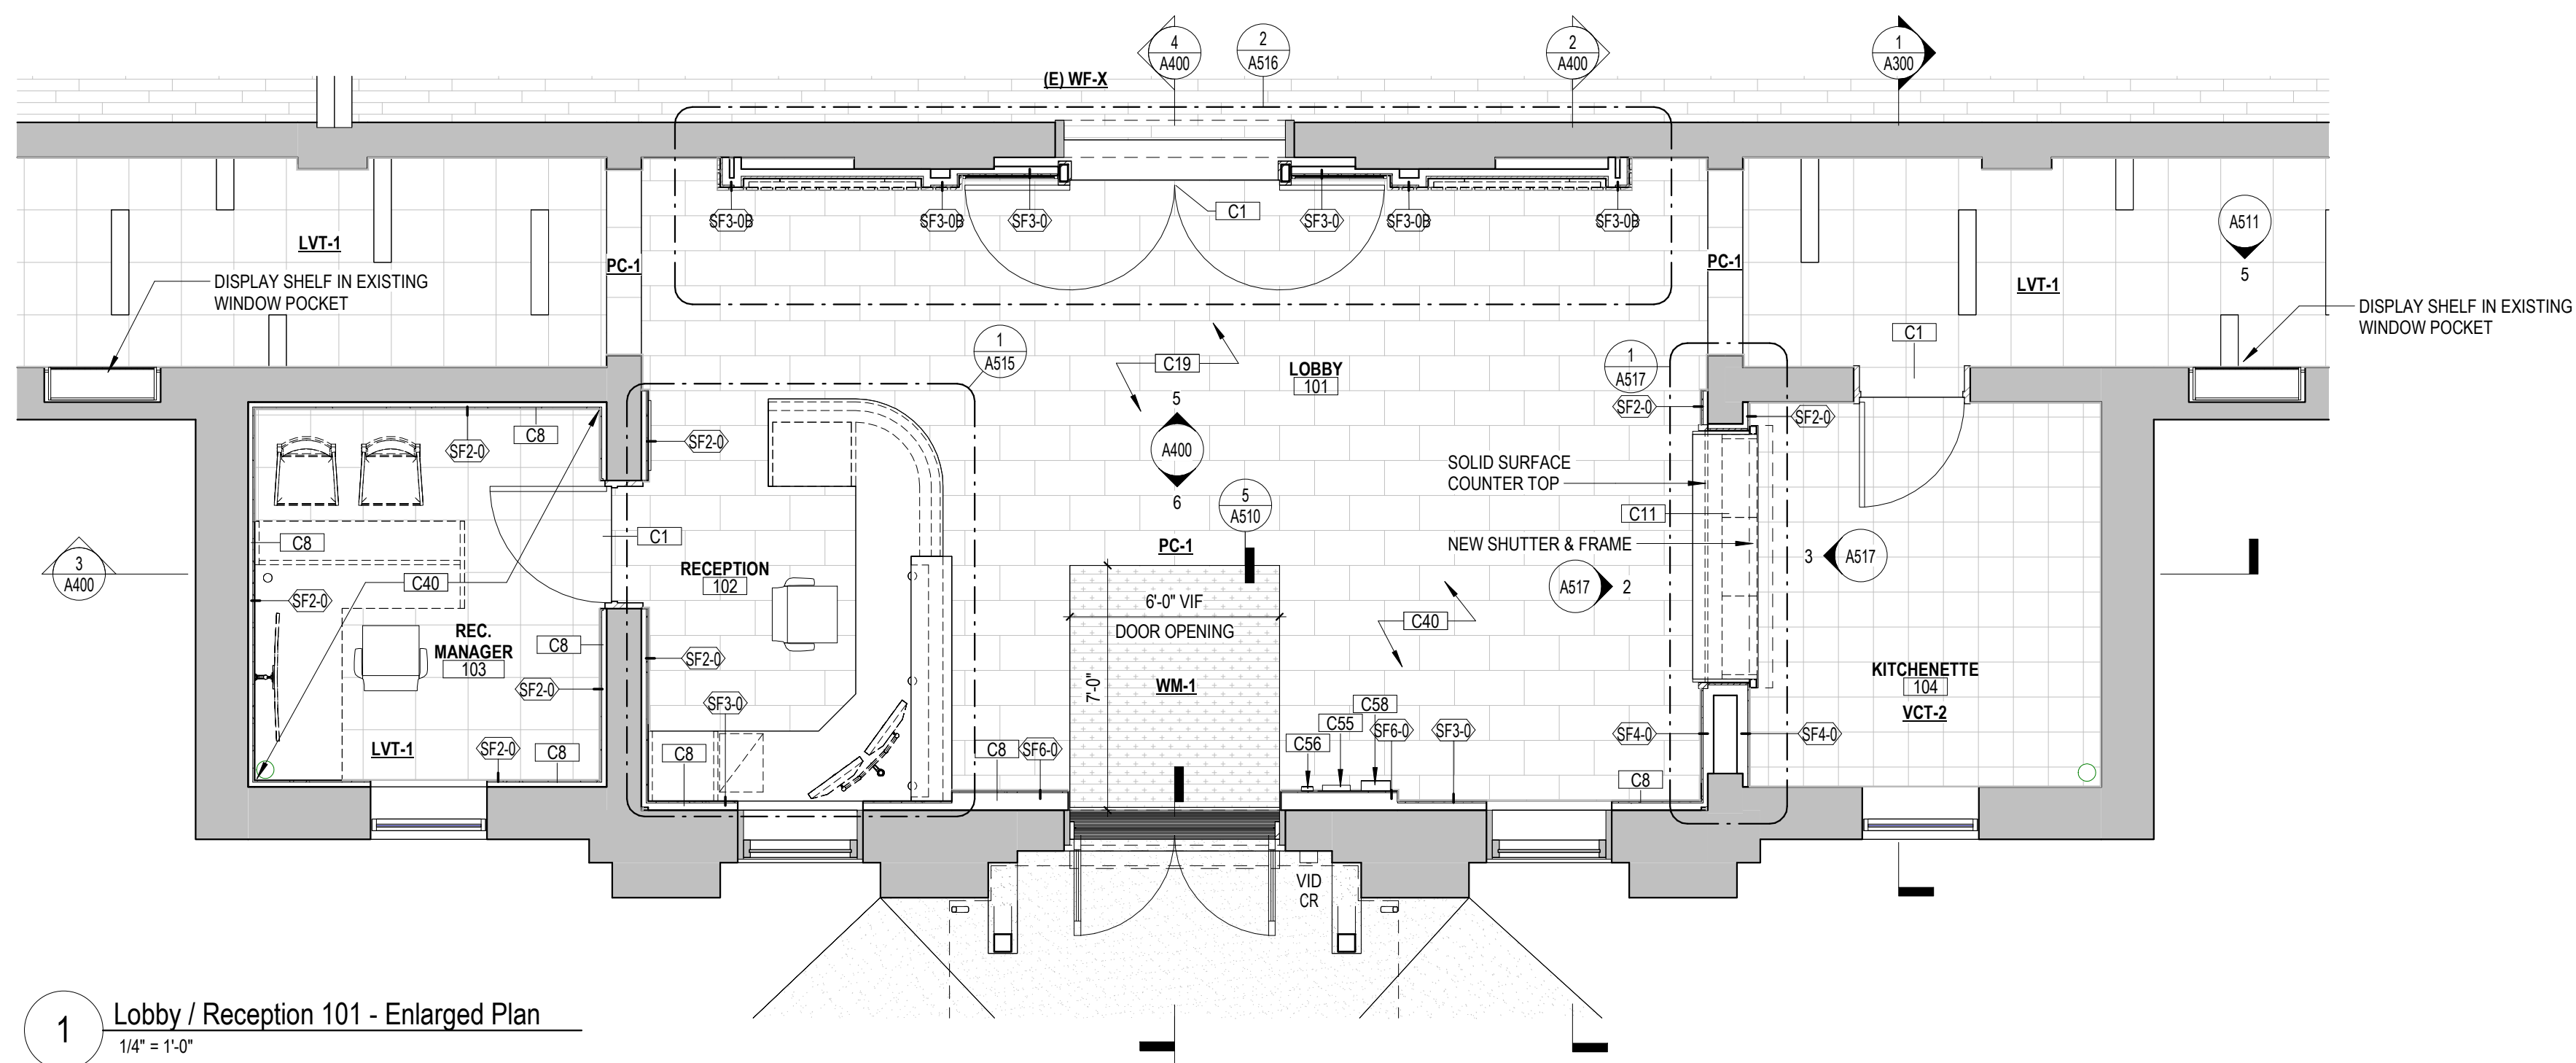 4
A400
2
A516
2
A400
1
A300
(E) WF-X
SF3-0B
SF3-0B
SF3-0
C1
SF3-0
SF3-0B
SF3-0B
A511
5
LVT-1
PC-1
PC-1
LVT-1
DISPLAY SHELF IN EXISTING
WINDOW POCKET
DISPLAY SHELF IN EXISTING
WINDOW POCKET
1
A515
C19
LOBBY
101
1
A517
C1
5
A400
6
SF2-0
SF2-0
SF2-0
C8
SF2-0
SOLID SURFACE
COUNTER TOP
C11
NEW SHUTTER & FRAME
5
A510
3
A400
C8
C1
C40
SF2-0
RECEPTION
102
PC-1
A517
2
3
A517
6'-0" VIF
DOOR OPENING
7'-0"
WM-1
C40
REC.
MANAGER
103
C8
SF2-0
SF2-0
KITCHENETTE
104
VCT-2
SF3-0
LVT-1
SF2-0
C8
C8
C8
SF6-0
C56
C55
C58
SF6-0
SF3-0
SF4-0
SF4-0
C8
VID
CR
1
Lobby / Reception 101 - Enlarged Plan
1/4" = 1'-0"